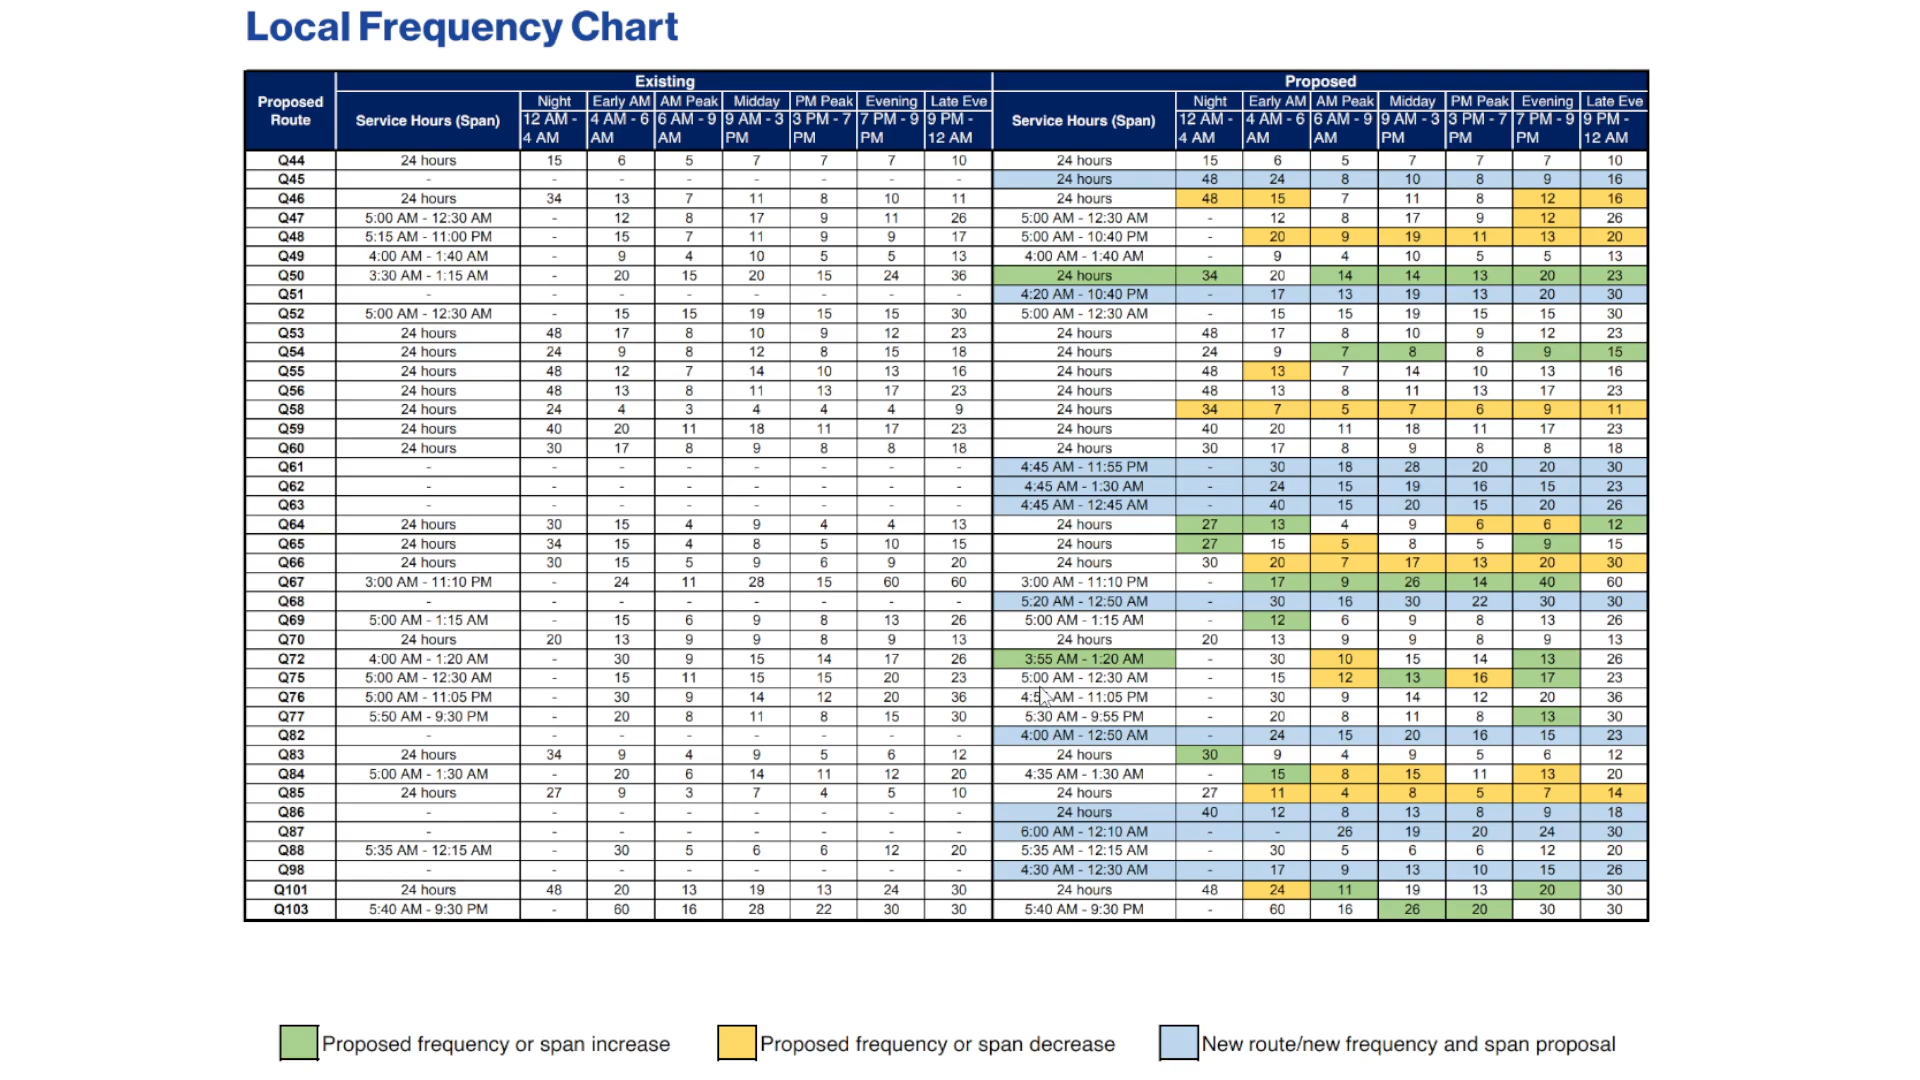 Local Frequency Chart
Existing Proposed
Proposed Route Service Hours (Span) Night Early AM AM Peak Midday PM Peak Evening Late Eve Service Hours (Span) Night Early AM AM Peak Midday PM Peak Evening Late Eve
12 AM - 4 AM 4 AM - 6 AM 6 AM - 9 AM 9 AM - 3 PM 3 PM - 7 PM 7 PM - 9 PM 9 PM - 12 AM 12 AM - 4 AM 4 AM - 6 AM 6 AM - 9 AM 9 AM - 3 PM 3 PM - 7 PM 7 PM - 9 PM 9 PM - 12 AM
Q44 24 hours 15 6 5 7 7 7 10 24 hours 15 6 5 7 7 7 10
Q45 - - - - - - - - 24 hours 48 24 8 10 8 9 16
Q46 24 hours 34 13 7 11 8 10 11 24 hours 48 15 7 11 8 12 16
Q47 5:00 AM - 12:30 AM - 12 8 17 9 11 26 5:00 AM - 12:30 AM - 12 8 17 9 12 26
Q48 5:15 AM - 11:00 PM - 15 7 11 9 9 17 5:00 AM - 10:40 PM - 20 9 19 11 13 20
Q49 4:00 AM - 1:40 AM - 9 4 10 5 5 13 4:00 AM - 1:40 AM - 9 4 10 5 5 13
Q50 3:30 AM - 1:15 AM - 20 15 20 15 24 36 24 hours 34 20 14 14 13 20 23
Q51 - - - - - - - - 4:20 AM - 10:40 PM - 17 13 19 13 20 30
Q52 5:00 AM - 12:30 AM - 15 15 19 15 15 30 5:00 AM - 12:30 AM - 15 15 19 15 15 30
Q53 24 hours 48 17 8 10 9 12 23 24 hours 48 17 8 10 9 12 23
Q54 24 hours 24 9 8 12 8 15 18 24 hours 24 9 7 8 8 9 15
Q55 24 hours 48 12 7 14 10 13 16 24 hours 48 13 7 14 10 13 16
Q56 24 hours 48 13 8 11 13 17 23 24 hours 48 13 8 11 13 17 23
Q58 24 hours 24 4 3 4 4 4 9 24 hours 34 7 5 7 6 9 11
Q59 24 hours 40 20 11 18 11 17 23 24 hours 40 20 11 18 11 17 23
Q60 24 hours 30 17 8 9 8 8 18 24 hours 30 17 8 9 8 8 18
Q61 - - - - - - - - 4:45 AM - 11:55 PM - 30 18 28 20 20 30
Q62 - - - - - - - - 4:45 AM - 1:30 AM - 24 15 19 16 15 23
Q63 - - - - - - - - 4:45 AM - 12:45 AM - 40 15 20 15 20 26
Q64 24 hours 30 15 4 9 4 4 13 24 hours 27 13 4 9 6 6 12
Q65 24 hours 34 15 4 8 5 10 15 24 hours 27 15 5 8 5 9 15
Q66 24 hours 30 15 5 9 6 9 20 24 hours 30 20 7 17 13 20 30
Q67 3:00 AM - 11:10 PM - 24 11 28 15 60 60 3:00 AM - 11:10 PM - 17 9 26 14 40 60
Q68 - - - - - - - - 5:20 AM - 12:50 AM - 30 16 30 22 30 30
Q69 5:00 AM - 1:15 AM - 15 6 9 8 13 26 5:00 AM - 1:15 AM - 12 6 9 8 13 26
Q70 24 hours 20 13 9 9 8 9 13 24 hours 20 13 9 9 8 9 13
Q72 4:00 AM - 1:20 AM - 30 9 15 14 17 26 3:55 AM - 1:20 AM - 30 10 15 14 13 26
Q75 5:00 AM - 12:30 AM - 15 11 15 15 20 23 5:00 AM - 12:30 AM - 15 12 13 16 17 23
Q76 5:00 AM - 11:05 PM - 30 9 14 12 20 36 AM - 11:05 PM - 30 9 14 12 20 36
Q77 5:50 AM - 9:30 PM - 20 8 11 8 15 30 5:30 AM - 9:55 PM - 20 8 11 8 13 30
Q82 - - - - - - - - 4:00 AM - 12:50 AM - 24 15 20 16 15 23
Q83 24 hours 34 9 4 9 5 6 12 24 hours 30 9 4 9 5 6 12
Q84 5:00 AM - 1:30 AM - 20 6 14 11 12 20 4:35 AM - 1:30 AM - 15 8 15 11 13 20
Q85 24 hours 27 9 3 7 4 5 10 24 hours 27 11 4 8 5 7 14
Q86 - - - - - - - - 24 hours 40 12 8 13 8 9 18
Q87 - - - - - - - - 6:00 AM - 12:10 AM - - 26 19 20 24 30
Q88 5:35 AM - 12:15 AM - 30 5 6 6 12 20 5:35 AM - 12:15 AM - 30 5 6 6 12 20
Q98 - - - - - - - - 4:30 AM - 12:30 AM - 17 9 13 10 15 26
Q101 24 hours 48 20 13 19 13 24 30 24 hours 48 24 11 19 13 20 30
Q103 5:40 AM - 9:30 PM - 60 16 28 22 30 30 5:40 AM - 9:30 PM - 60 16 26 20 30 30
Proposed frequency or span increase Proposed frequency or span decrease New route/new frequency and span proposal